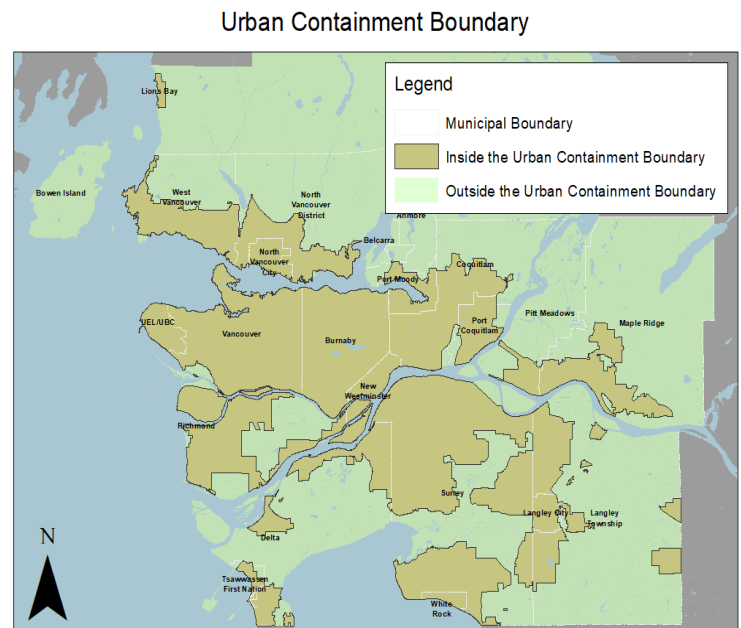 Urban Containment Boundary
Legend
Municipal Boundary
Inside the Urban Containment Boundary
Outside the Urban Containment Boundary
Lions Bay
Bowen Island
West
Vancouver
North
Vancouver
District
Anmore
Belcarra
North
Vancouver
City
Port Moody
Coquitlam
UEL/UBC
Vancouver
Burnaby
Port
Coquitlam
Pitt Meadows
Maple Ridge
New
Westminster
Richmond
Surrey
Langley City
Langley
Township
Delta
Tsawwassen
First Nation
White
Rock
N